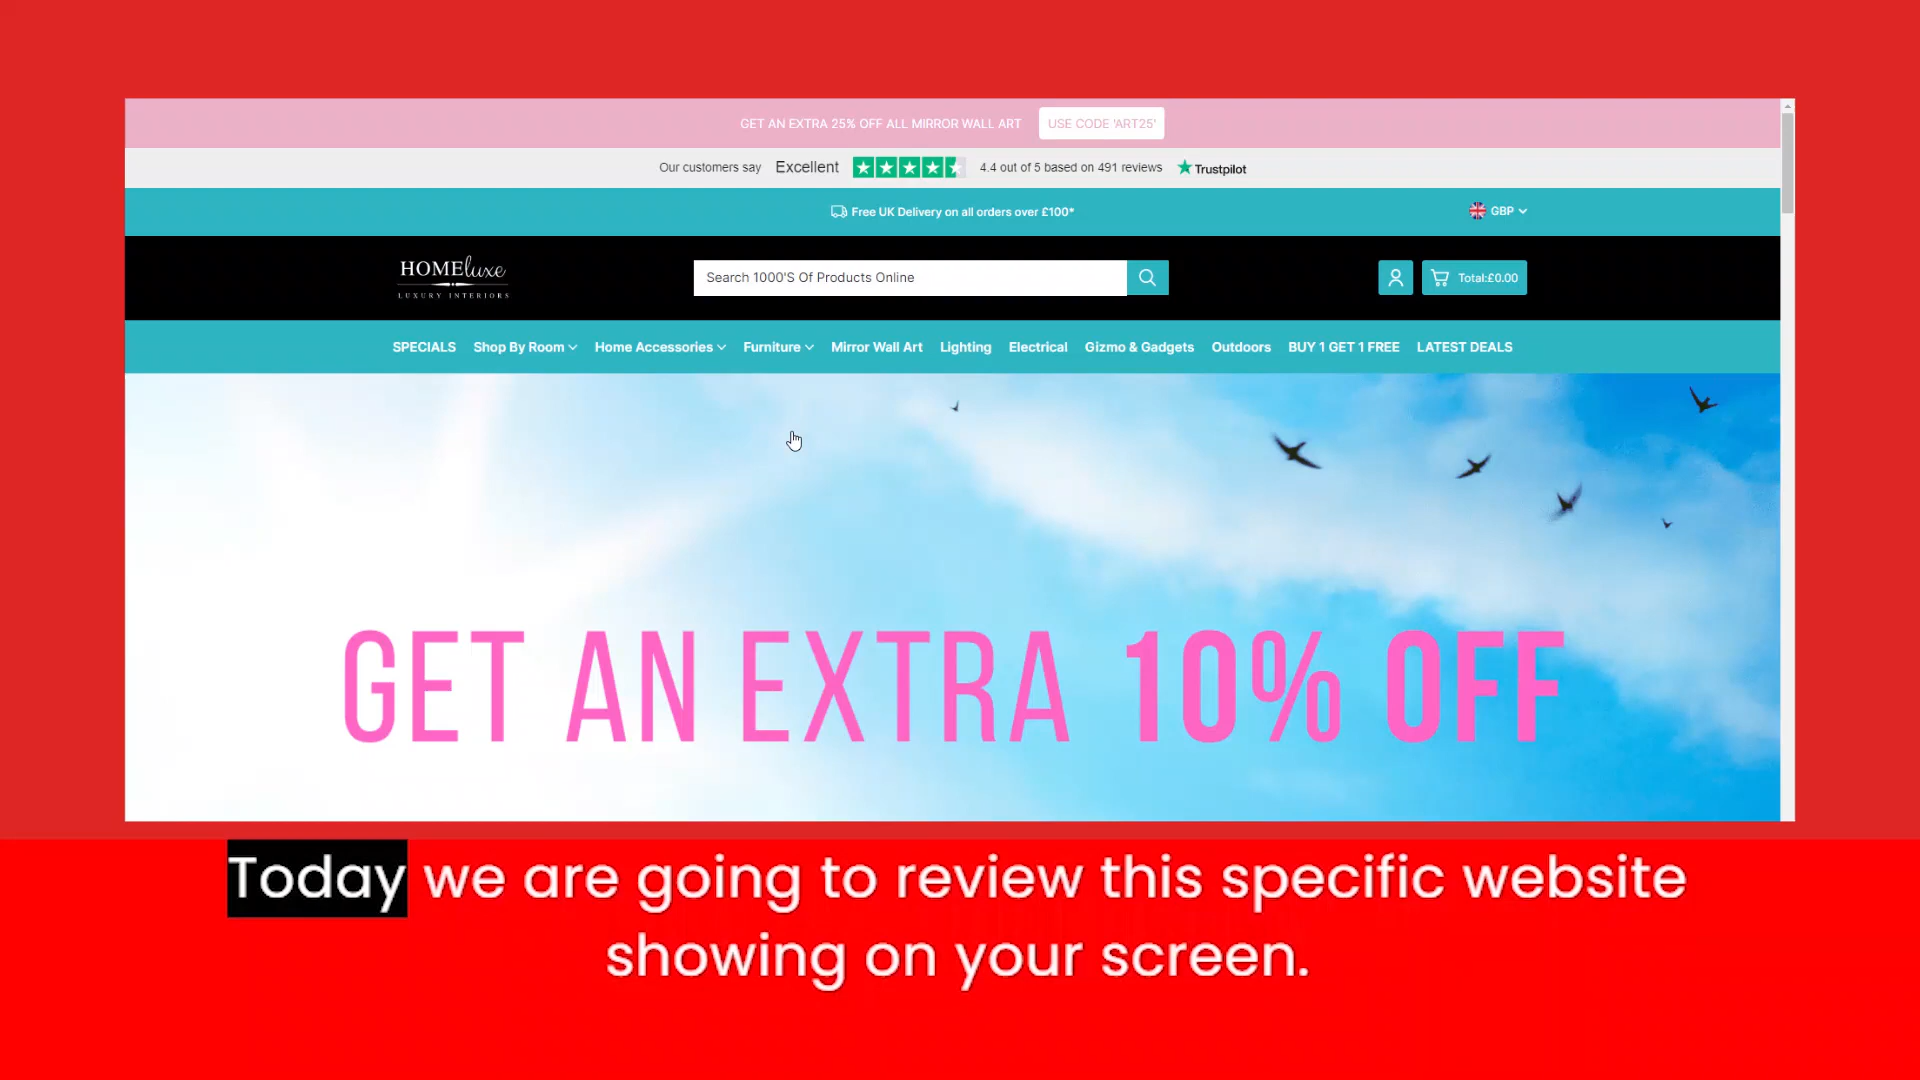 GET AN EXTRA 25% OFF ALL MIRROR WALL ART USE CODE 'ART25'
Our customers say Excellent 4.4 out of 5 based on 491 reviews Trustpilot
Free UK Delivery on all orders over £100* GBP
HOMEluxe
LUXURY INTERIORS
Search 1000'S Of Products Online
Total:£0.00
SPECIALS Shop By Room Home Accessories Furniture Mirror Wall Art Lighting Electrical Gizmo & Gadgets Outdoors BUY 1 GET 1 FREE LATEST DEALS
GET AN EXTRA 10% OFF
Today we are going to review this specific website
showing on your screen.